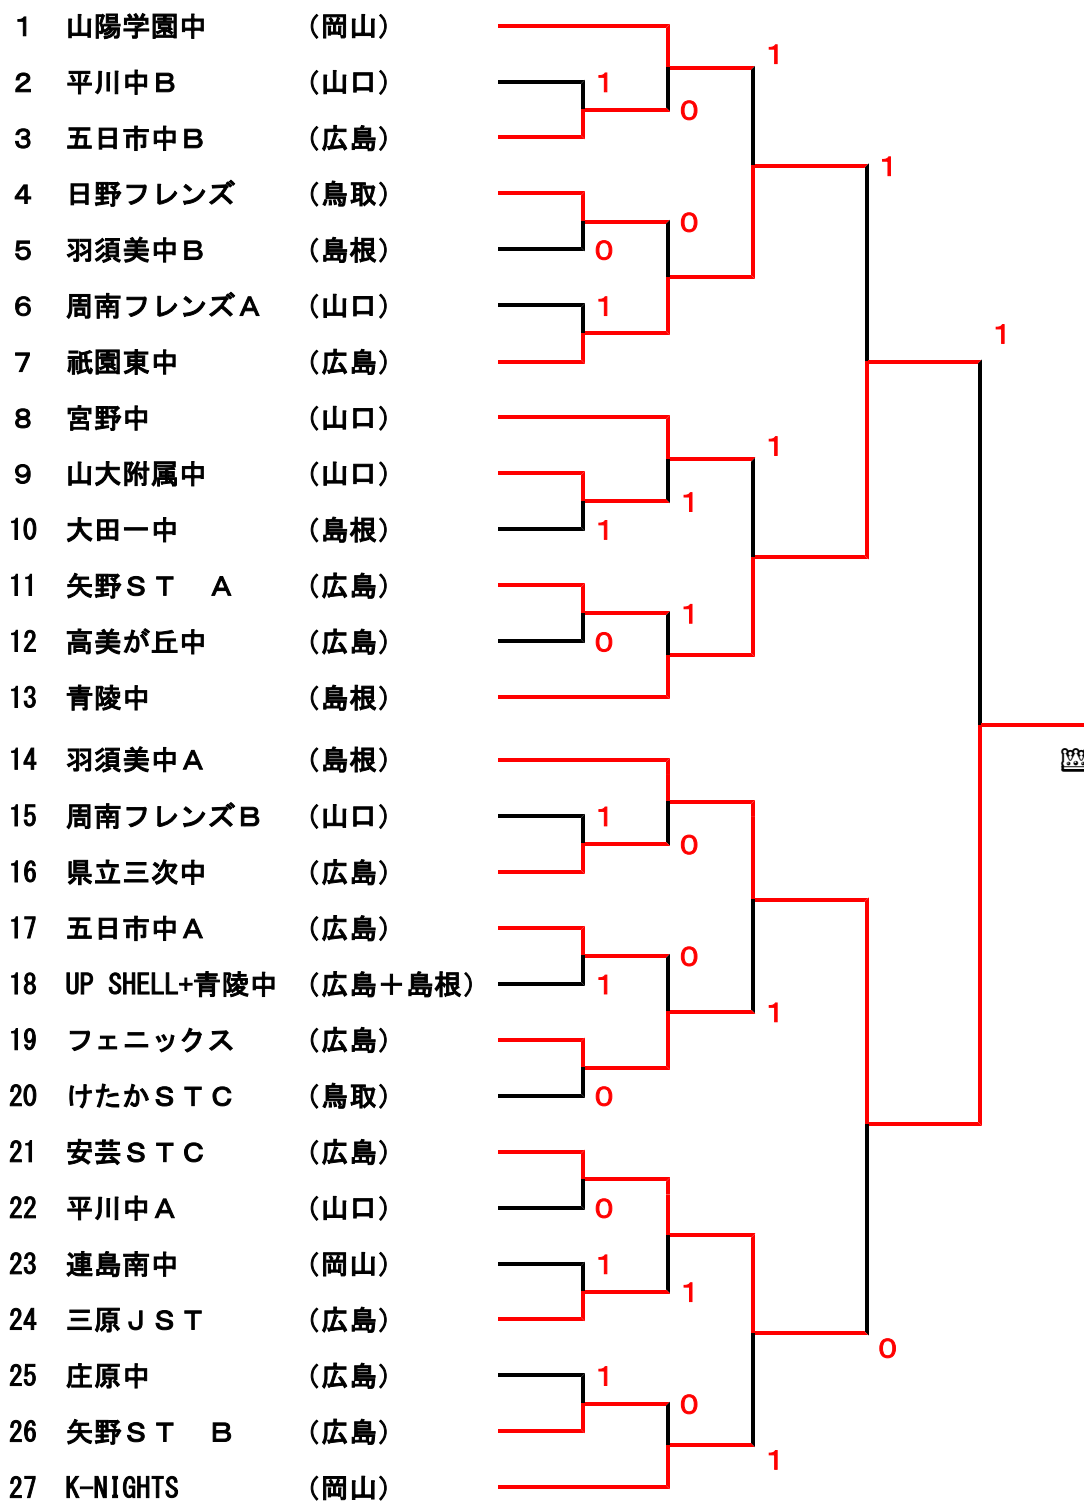 1 山陽学園中 （岡山）
1
2 平川中Ｂ （山口） 1
0
3 五日市中Ｂ （広島）
1
4 日野フレンズ （鳥取）
0
5 羽須美中Ｂ （島根） 0
6 周南フレンズＡ （山口） 1
1
7 祇園東中 （広島）
8 宮野中 （山口）
1
9 山大附属中 （山口）
1
10 大田一中 （島根） 1
11 矢野ＳＴ　Ａ （広島）
1
12 高美が丘中 （広島） 0
13 青陵中 （島根）
14 羽須美中Ａ （島根）
15 周南フレンズＢ （山口） 1
0
16 県立三次中 （広島）
17 五日市中Ａ （広島）
0
18 UP SHELL+青陵中 （広島＋島根） 1
1
19 フェニックス （広島）
20 けたかＳＴＣ （鳥取） 0
21 安芸ＳＴＣ （広島）
22 平川中Ａ （山口） 0
23 連島南中 （岡山） 1
1
24 三原ＪＳＴ （広島）
0
25 庄原中 （広島） 1
0
26 矢野ＳＴ　Ｂ （広島）
1
27 K-NIGHTS （岡山）